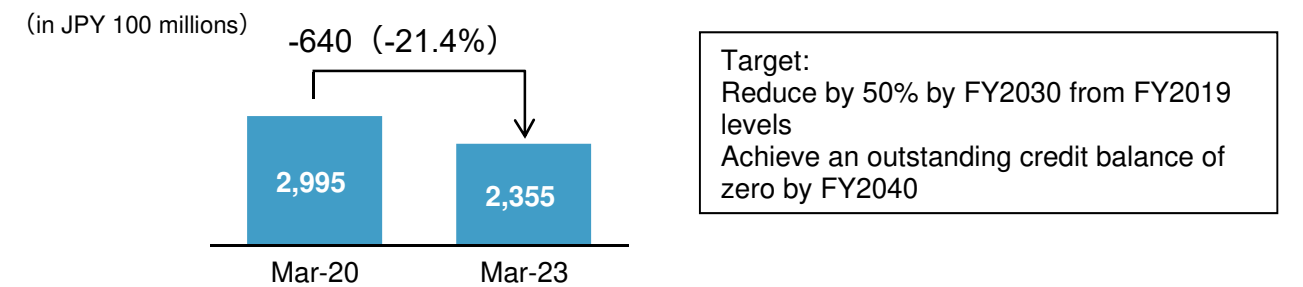 （in JPY 100 millions）
-640（-21.4%）
2,995
2,355
Mar-20
Mar-23
Target:
Reduce by 50% by FY2030 from FY2019
levels
Achieve an outstanding credit balance of
zero by FY2040